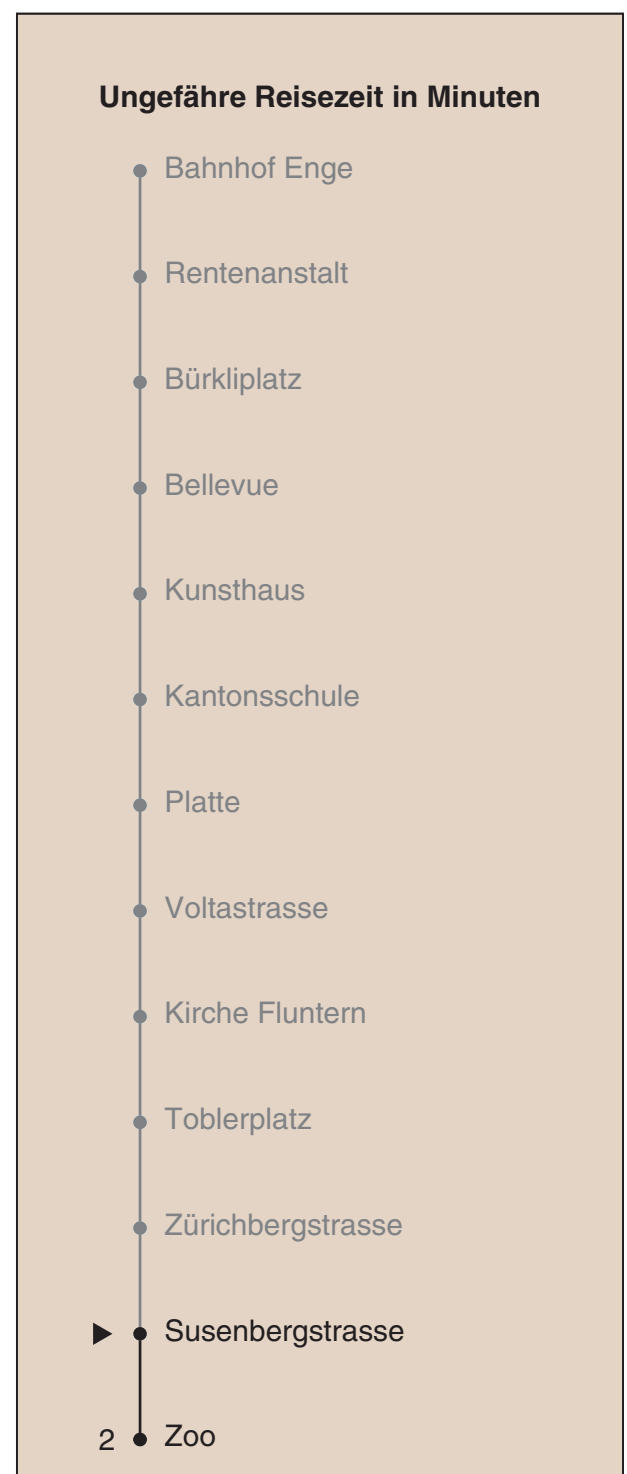 Ungefähre Reisezeit in Minuten
Bahnhof Enge
Rentenanstalt
Bürkliplatz
Bellevue
Kunsthaus
Kantonsschule
Platte
Voltastrasse
Kirche Fluntern
Toblerplatz
Zürichbergstrasse
Susenbergstrasse
2 Zoo